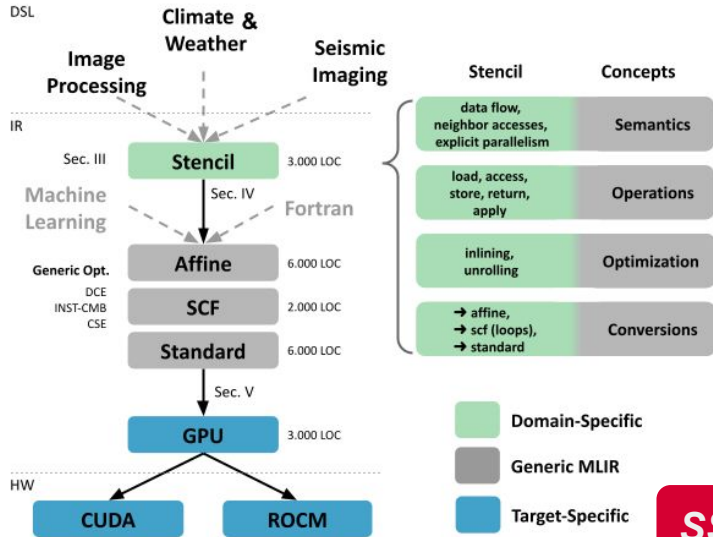 DSL
Climate &
Weather
Image
Processing
Seismic
Imaging
IR
Sec. III
Stencil
3.000 LOC
Sec. IV
Machine
Learning
Fortran
Generic Opt.
DCE
INST-CMB
CSE
Affine
6.000 LOC
SCF
2.000 LOC
Standard
6.000 LOC
Sec. V
GPU
3.000 LOC
HW
CUDA
ROCM
Stencil
Concepts
data flow,
neighbor accesses,
explicit parallelism
Semantics
load, access,
store, return,
apply
Operations
inlining,
unrolling
Optimization
➔ affine,
➔ scf (loops),
➔ standard
Conversions
Domain-Specific
Generic MLIR
Target-Specific